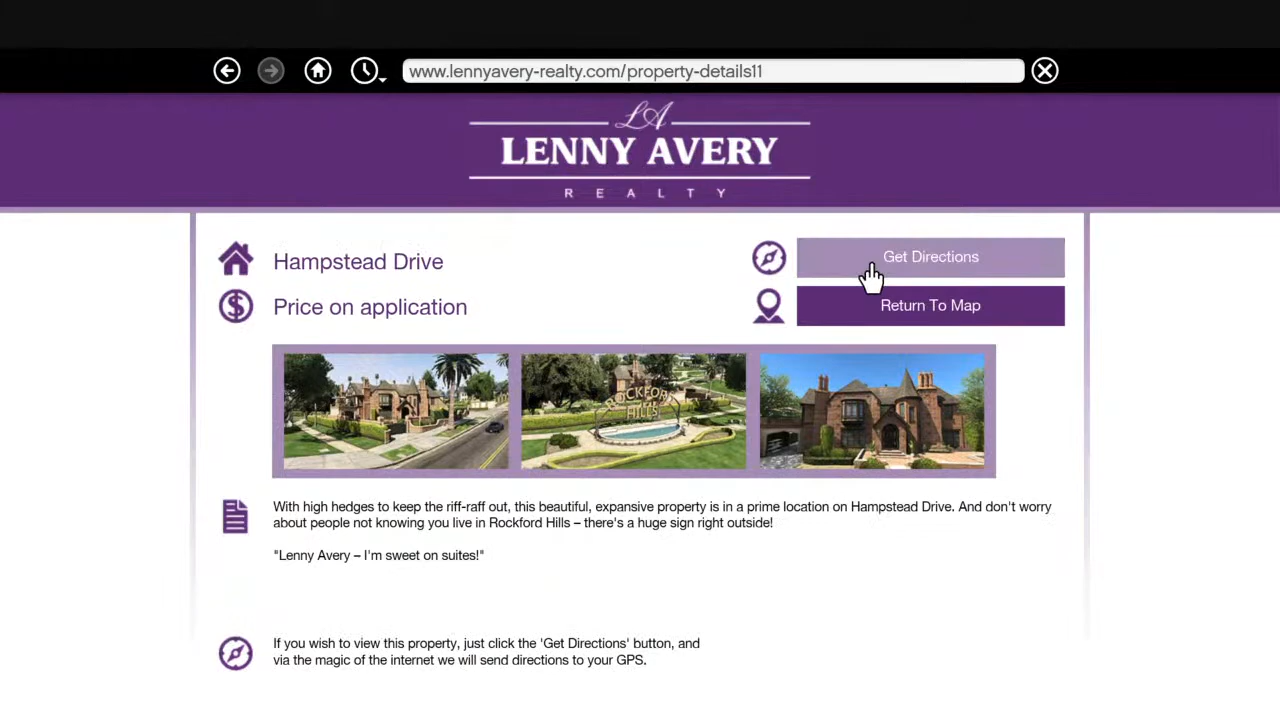 www.lennyavery-realty.com/property-details11
LA
LENNY AVERY
REALTY
Hampstead Drive
Get Directions
Price on application
Return To Map
ROCKFORD
HILLS
With high hedges to keep the riff-raff out, this beautiful, expansive property is in a prime location on Hampstead Drive. And don't worry
about people not knowing you live in Rockford Hills – there's a huge sign right outside!
"Lenny Avery – I'm sweet on suites!"
If you wish to view this property, just click the 'Get Directions' button, and
via the magic of the internet we will send directions to your GPS.